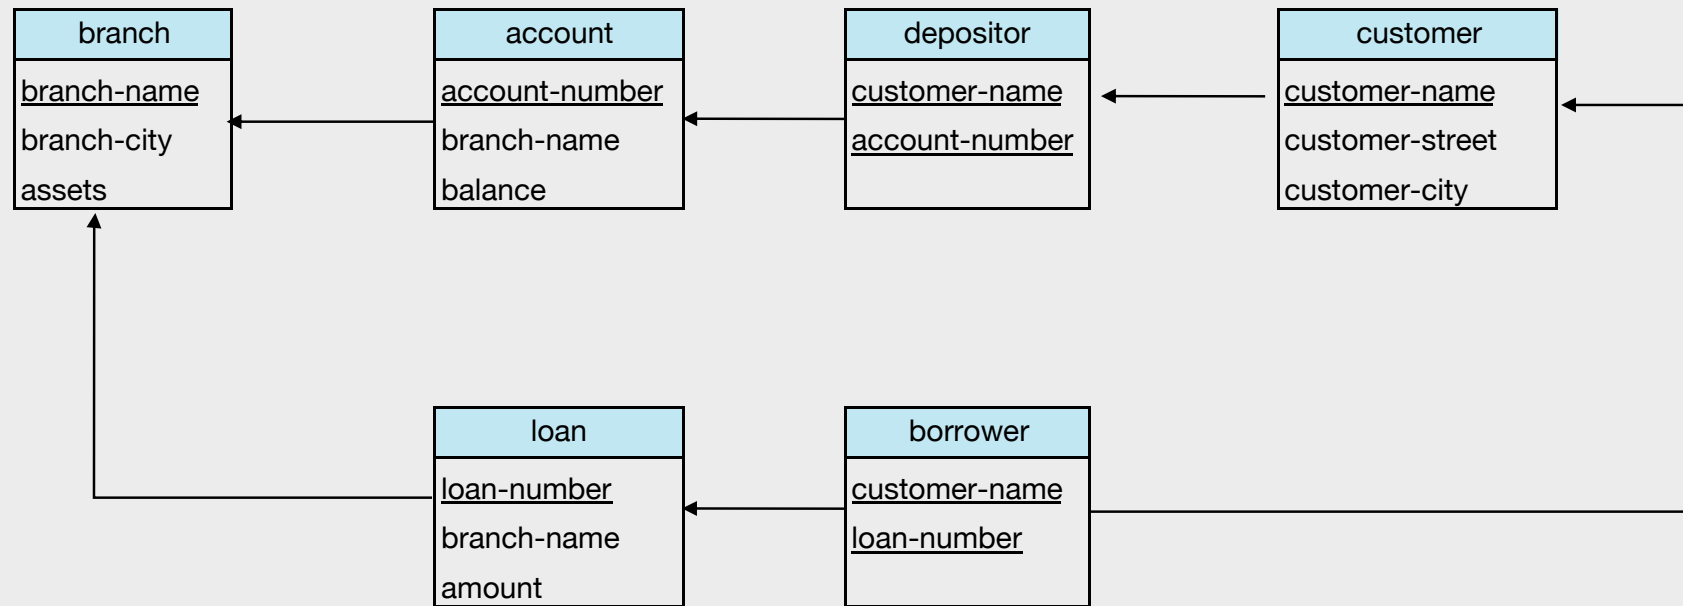 branch
branch-name
branch-city
assets
account
account-number
branch-name
balance
depositor
customer-name
account-number
customer
customer-name
customer-street
customer-city
loan
loan-number
branch-name
amount
borrower
customer-name
loan-number